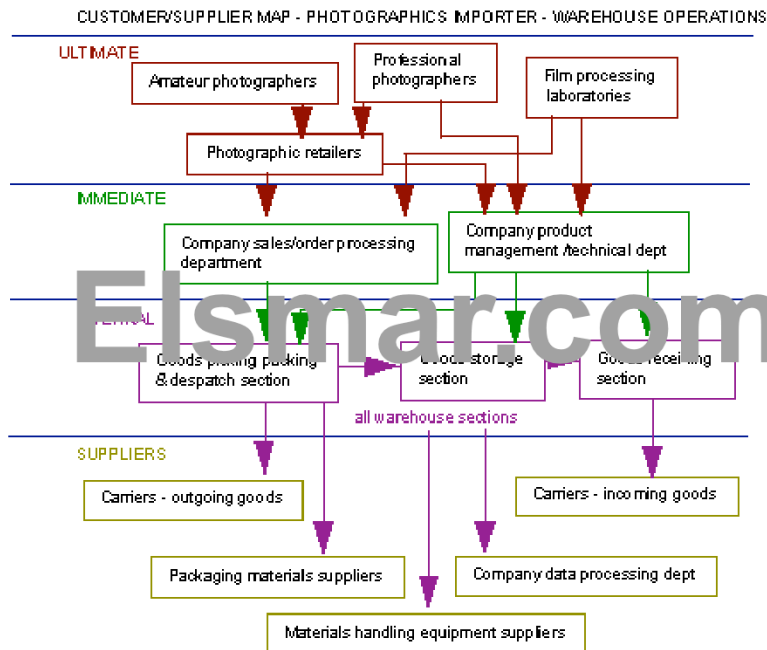 CUSTOMER/SUPPLIER MAP - PHOTOGRAPHICS IMPORTER - WAREHOUSE OPERATIONS
ULTIMATE
Amateur photographers
Professional
photographers
Film processing
laboratories
Photographic retailers
IMMEDIATE
Company sales/order processing
department
Company product
management /technical dept
Elsmar.com
Goods picking packing
& despatch section
Goods storage
section
Goods receiving
section
all warehouse sections
SUPPLIERS
Carriers - outgoing goods
Carriers - incoming goods
Packaging materials suppliers
Company data processing dept
Materials handling equipment suppliers